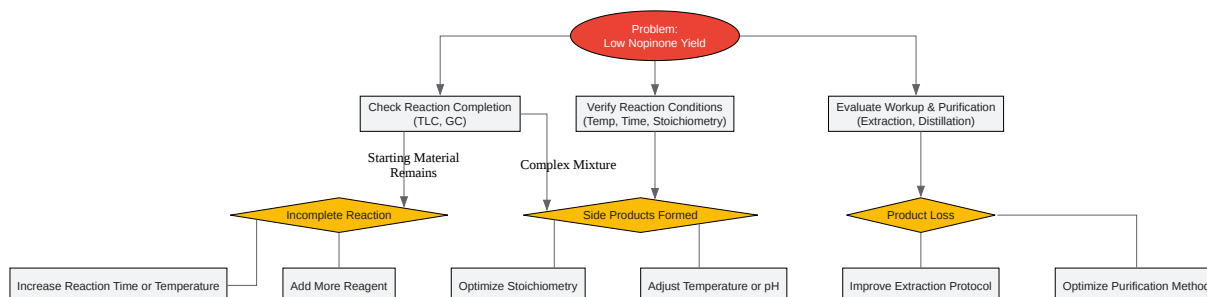 Problem:
Low Nopinone Yield
Check Reaction Completion
(TLC, GC)
Verify Reaction Conditions
(Temp, Time, Stoichiometry)
Evaluate Workup & Purification
(Extraction, Distillation)
Starting Material
Remains
Complex Mixture
Incomplete Reaction
Side Products Formed
Product Loss
Increase Reaction Time or Temperature
Add More Reagent
Optimize Stoichiometry
Adjust Temperature or pH
Improve Extraction Protocol
Optimize Purification Method